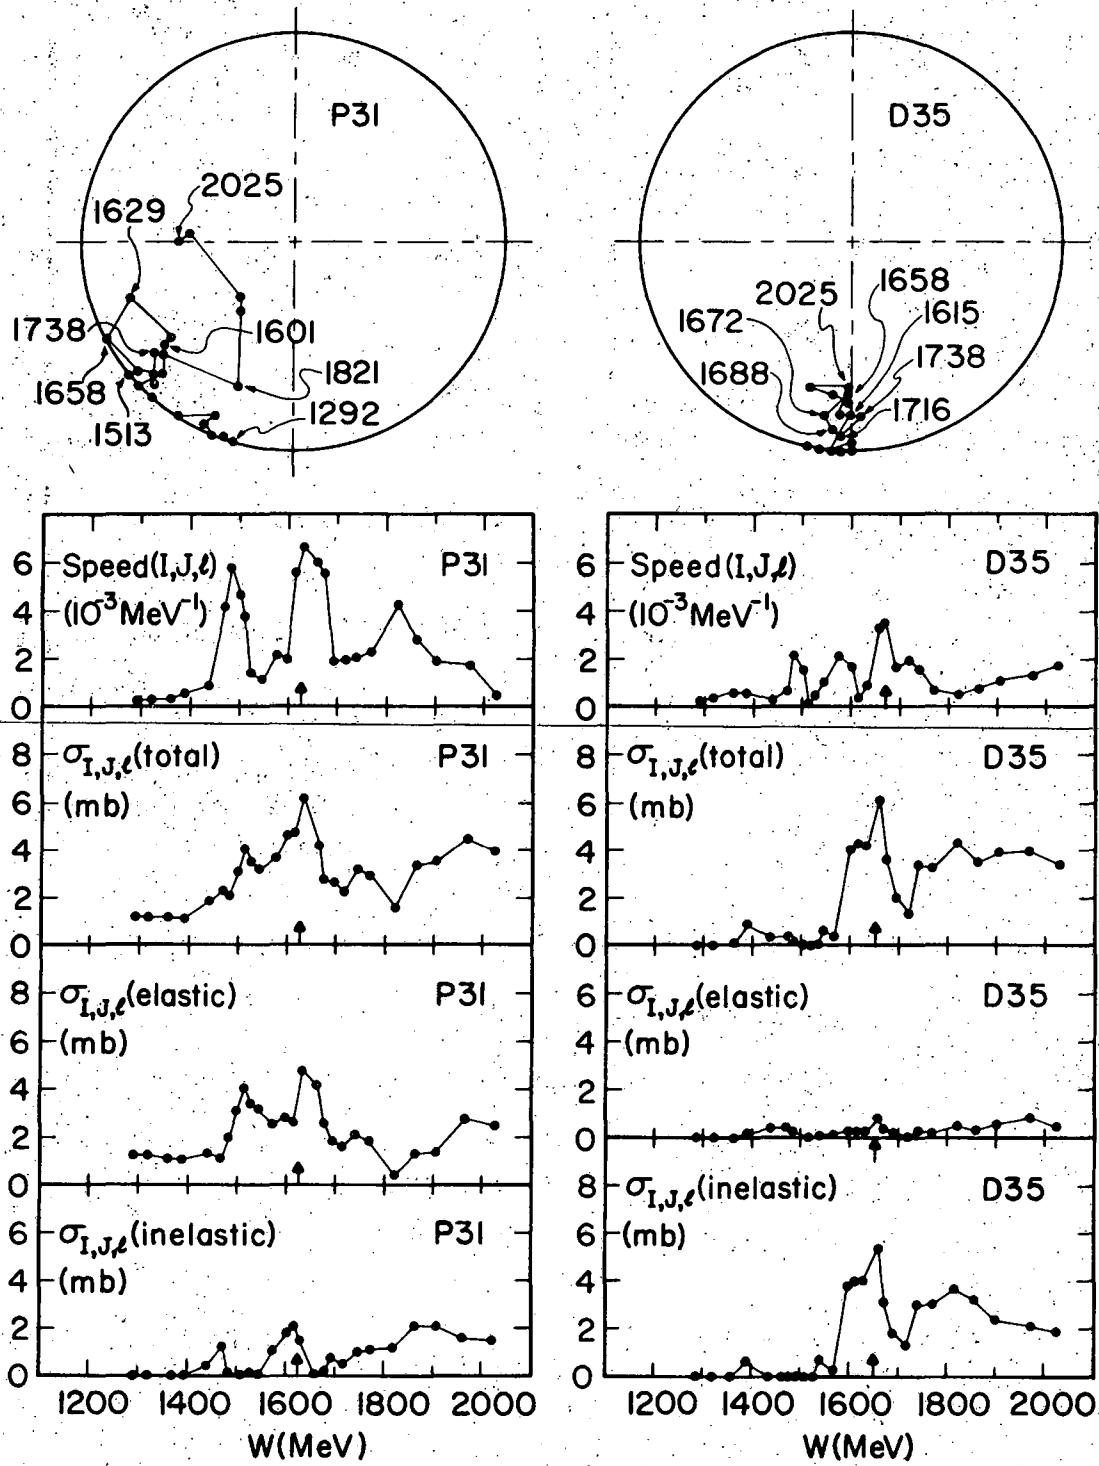 P31
2025
1629
1738
1601
1658
1821
1513
1292
D35
2025
1658
1672
1615
1688
1738
1716
Speed(I,J,ℓ) P31
(10⁻³MeV⁻¹)
6
4
2
0
σI,J,ℓ(total) P31
(mb)
8
6
4
2
0
σI,J,ℓ(elastic) P31
(mb)
8
6
4
2
0
σI,J,ℓ(inelastic) P31
(mb)
6
4
2
0
1200 1400 1600 1800 2000
W(MeV)
Speed(I,J,ℓ) D35
(10⁻³MeV⁻¹)
6
4
2
0
σI,J,ℓ(total) D35
(mb)
8
6
4
2
0
σI,J,ℓ(elastic) D35
(mb)
6
4
2
0
σI,J,ℓ(inelastic) D35
(mb)
8
6
4
2
0
1200 1400 1600 1800 2000
W(MeV)